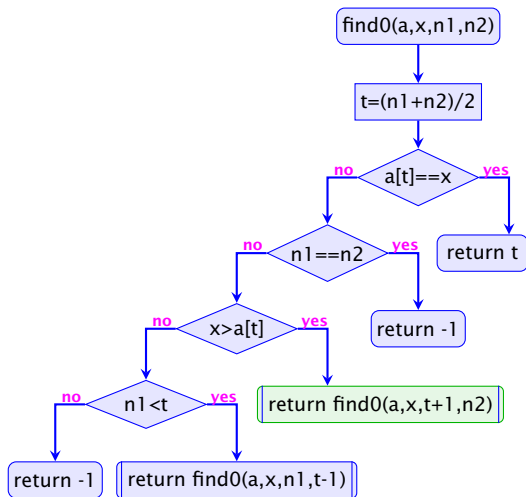 find0(a,x,n1,n2)
t=(n1+n2)/2
a[t]==x
no
yes
return t
n1==n2
no
yes
return -1
x>a[t]
no
yes
return find0(a,x,t+1,n2)
n1<t
no
yes
return -1
return find0(a,x,n1,t-1)